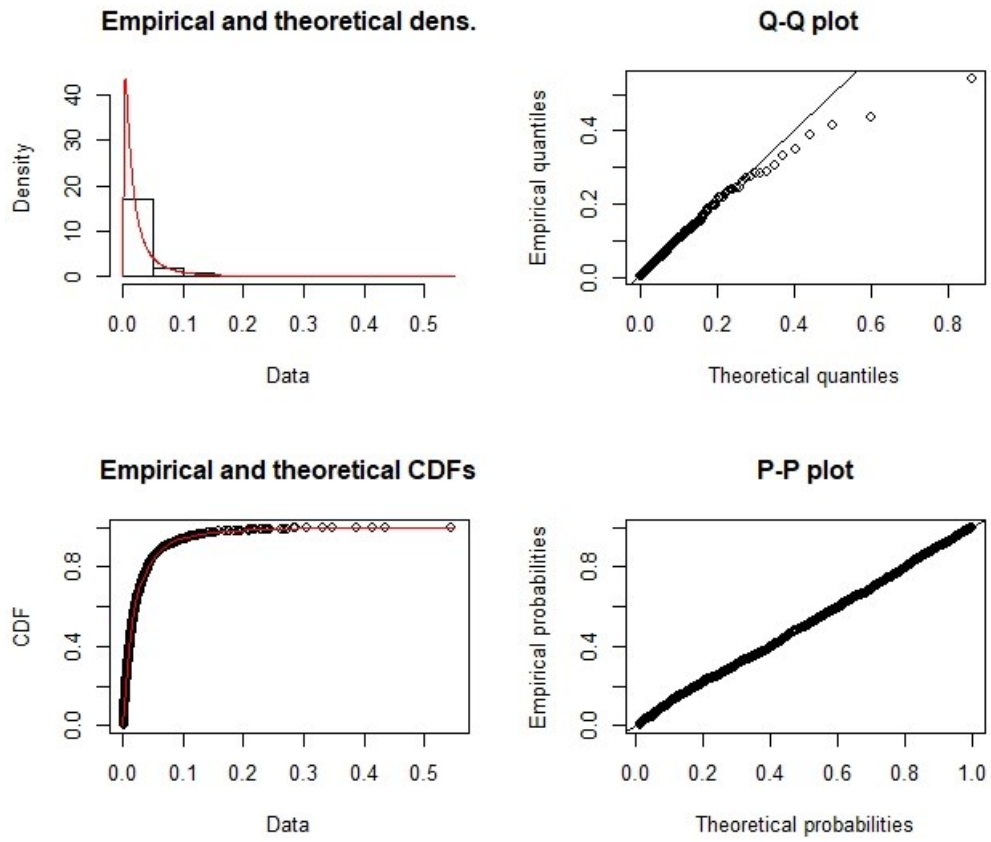 Empirical and theoretical dens.
Density
0 10 20 30 40
0.0 0.1 0.2 0.3 0.4 0.5
Data
Q-Q plot
Empirical quantiles
0.0 0.2 0.4
0.0 0.2 0.4 0.6 0.8
Theoretical quantiles
Empirical and theoretical CDFs
CDF
0.0 0.4 0.8
0.0 0.1 0.2 0.3 0.4 0.5
Data
P-P plot
Empirical probabilities
0.0 0.4 0.8
0.0 0.2 0.4 0.6 0.8 1.0
Theoretical probabilities